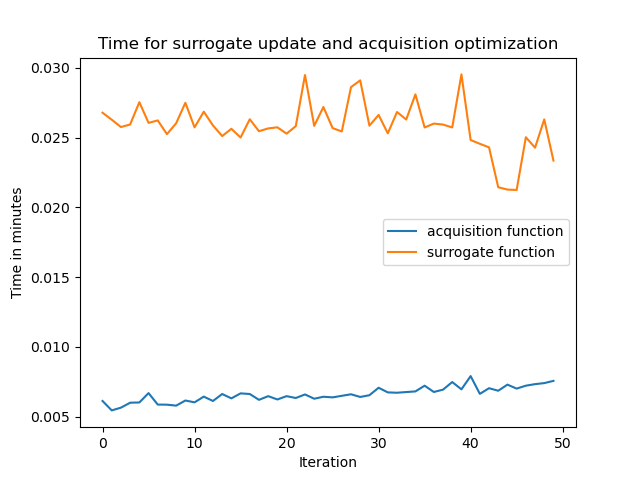 Time for surrogate update and acquisition optimization
0.030
0.025
0.020
0.015
0.010
0.005
Time in minutes
acquisition function
surrogate function
0 10 20 30 40 50
Iteration